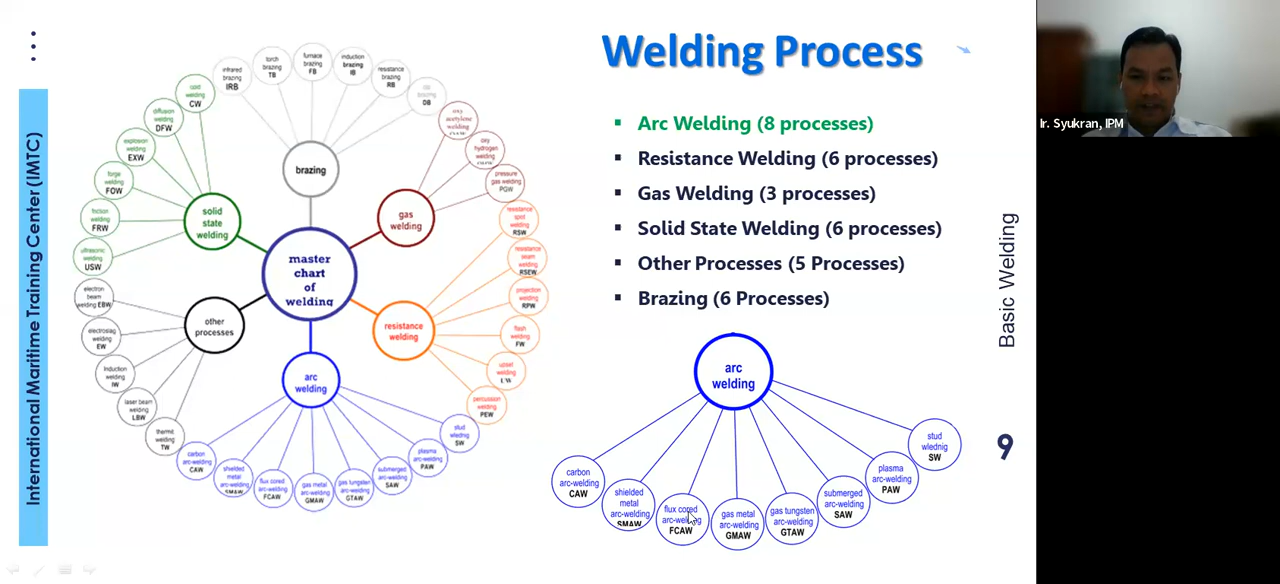 International Maritime Training Center (IMTC)
Welding Process
Arc Welding (8 processes)
Resistance Welding (6 processes)
Gas Welding (3 processes)
Solid State Welding (6 processes)
Other Processes (5 Processes)
Brazing (6 Processes)
master
chart
of
welding
brazing
infrared
brazing
IRB
torch
brazing
TB
furnace
brazing
FB
induction
brazing
IB
resistance
brazing
RB
brazing
DB
gas
welding
oxy
acetylene
welding
oxy
hydrogen
welding
pressure
gas welding
PGW
resistance
welding
resistance
spot
welding
RSW
resistance
seam
welding
RSEW
projection
welding
RPW
flash
welding
FW
upset
welding
UW
percussion
welding
PEW
arc
welding
stud
wlednig
SW
plasma
arc-welding
PAW
submerged
arc-welding
SAW
gas tungsten
arc-welding
GTAW
gas metal
arc-welding
GMAW
flux cored
arc-welding
FCAW
shielded
metal
arc-welding
SMAW
carbon
arc-welding
CAW
other
processes
thermit
welding
TW
laser beam
welding
LBW
Induction
welding
IW
electroslag
welding
EW
electron
beam
welding EBW
solid
state
welding
ultrasonic
welding
USW
friction
welding
FRW
forge
welding
FOW
explosion
welding
EXW
diffusion
welding
DFW
cold
welding
CW
arc
welding
carbon
arc-welding
CAW
shielded
metal
arc-welding
SMAW
flux cored
arc-welding
FCAW
gas metal
arc-welding
GMAW
gas tungsten
arc-welding
GTAW
submerged
arc-welding
SAW
plasma
arc-welding
PAW
stud
wlednig
SW
Basic Welding
9
Ir. Syukran, IPM